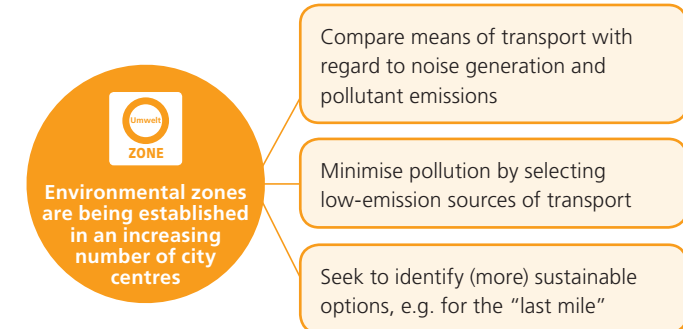 Umwelt
ZONE
Environmental zones
are being established
in an increasing
number of city
centres
Compare means of transport with
regard to noise generation and
pollutant emissions
Minimise pollution by selecting
low-emission sources of transport
Seek to identify (more) sustainable
options, e.g. for the “last mile”